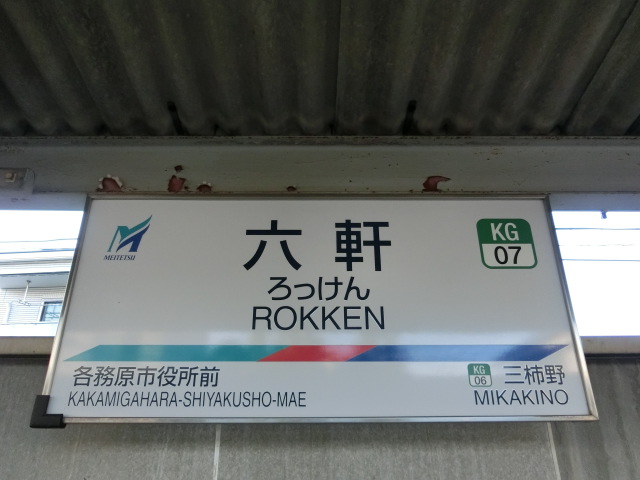 MEITETSU
六軒
ろっけん
ROKKEN
KG
07
各務原市役所前
KAKAMIGAHARA-SHIYAKUSHO-MAE
KG
06
三柿野
MIKAKINO